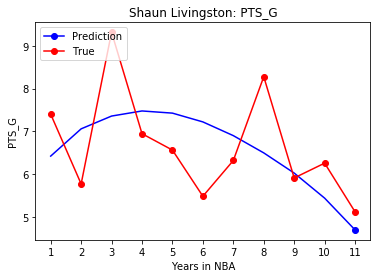 Shaun Livingston: PTS_G
Prediction
True
PTS_G
9
8
7
6
5
1 2 3 4 5 6 7 8 9 10 11
Years in NBA